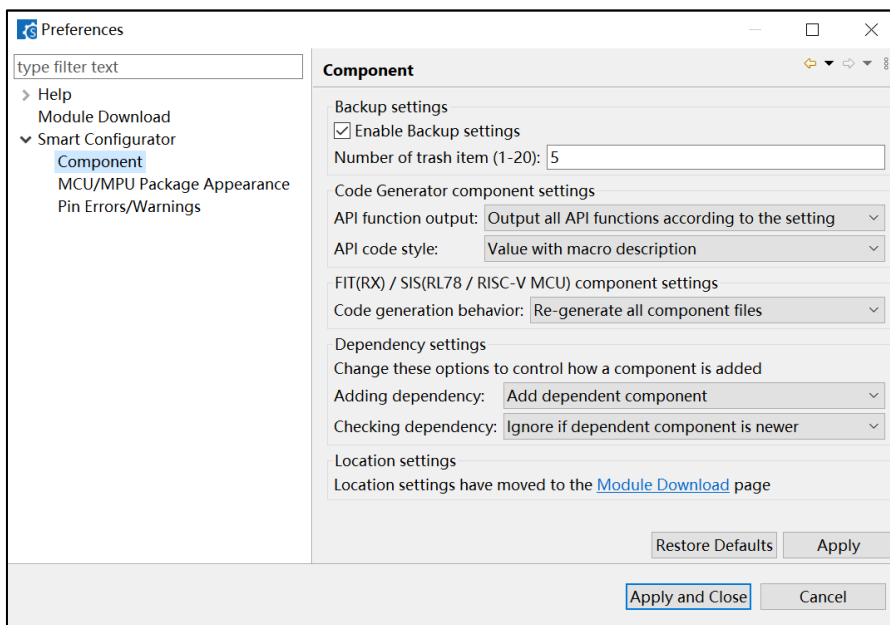 Preferences
type filter text
Help
Module Download
Smart Configurator
Component
MCU/MPU Package Appearance
Pin Errors/Warnings
Component
Backup settings
Enable Backup settings
Number of trash item (1-20): 5
Code Generator component settings
API function output: Output all API functions according to the setting
API code style: Value with macro description
FIT(RX) / SIS(RL78 / RISC-V MCU) component settings
Code generation behavior: Re-generate all component files
Dependency settings
Change these options to control how a component is added
Adding dependency: Add dependent component
Checking dependency: Ignore if dependent component is newer
Location settings
Location settings have moved to the Module Download page
Restore Defaults Apply
Apply and Close Cancel